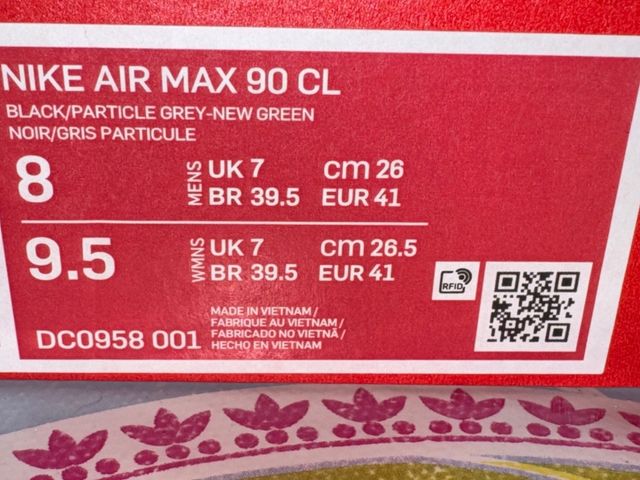 NIKE AIR MAX 90 CL
BLACK/PARTICLE GREY-NEW GREEN
NOIR/GRIS PARTICULE
8 MENS UK 7 cm 26
BR 39.5 EUR 41
9.5 WMNS UK 7 cm 26.5
BR 39.5 EUR 41
RFID
DC0958 001
MADE IN VIETNAM /
FABRIQUE AU VIETNAM /
FABRICADO NO VIETNÃ /
HECHO EN VIETNAM